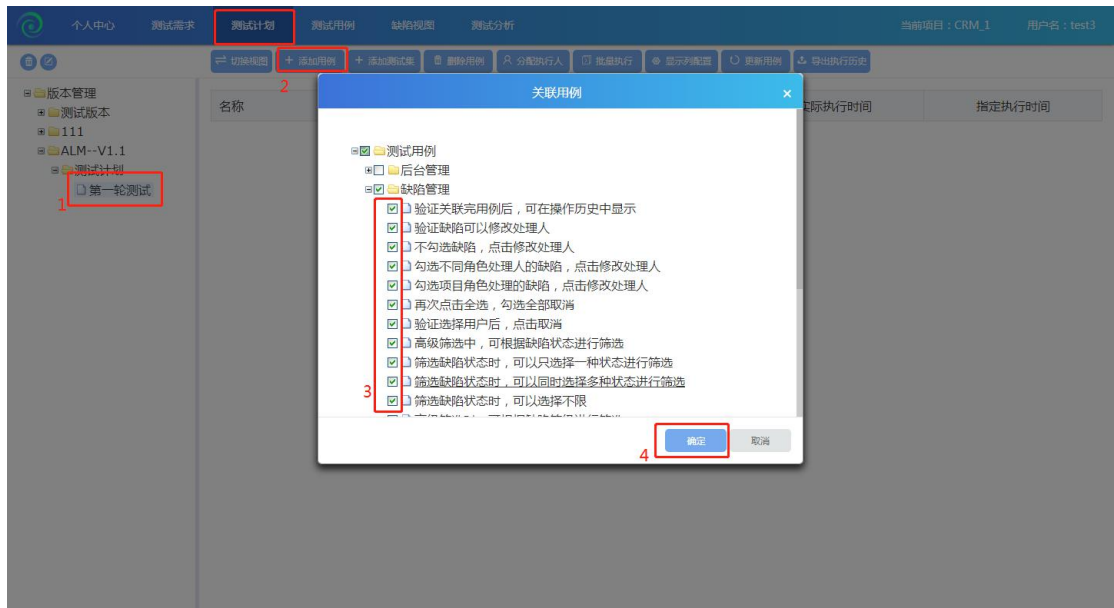 个人中心 测试需求 测试计划 测试用例 缺陷视图 测试分析 当前项目：CRM_1 用户名：test3
切换视图 + 添加用例 + 添加测试集 删除用例 分配执行人 批量执行 显示列配置 更新用例 导出执行历史
2
版本管理
测试版本
111
ALM--V1.1
测试计划
第一轮测试
1
名称 实际执行时间 指定执行时间
关联用例 ×
测试用例
后台管理
缺陷管理
验证关联完用例后，可在操作历史中显示
验证缺陷可以修改处理人
不勾选缺陷，点击修改处理人
勾选不同角色处理人的缺陷，点击修改处理人
勾选项目角色处理的缺陷，点击修改处理人
再次点击全选，勾选全部取消
验证选择用户后，点击取消
高级筛选中，可根据缺陷状态进行筛选
筛选缺陷状态时，可以只选择一种状态进行筛选
筛选缺陷状态时，可以同时选择多种状态进行筛选
3
筛选缺陷状态时，可以选择不限
确定 取消
4